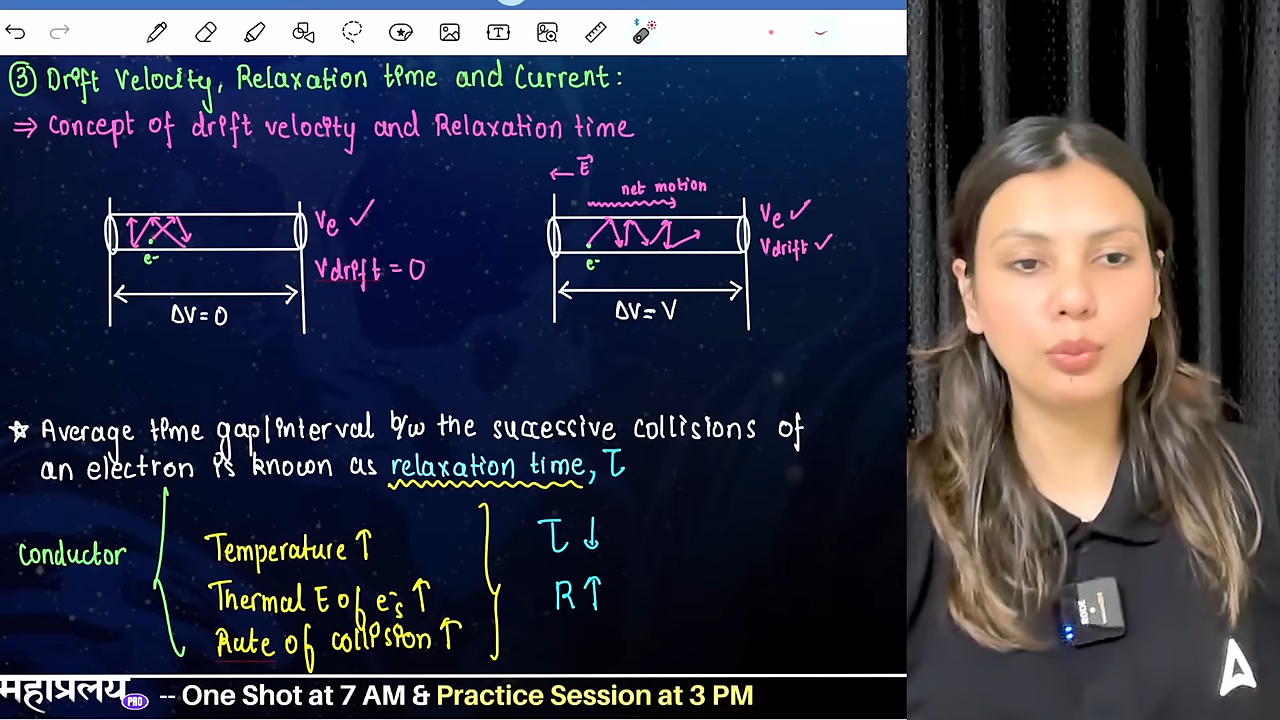 ③ Drift Velocity, Relaxation time and Current:
⇒ Concept of drift velocity and Relaxation time
E⃗
net motion
Ve ✓
Vdrift = 0
Ve ✓
Vdrift ✓
e⁻
e⁻
ΔV = 0
ΔV = V
* Average time gap/interval b/w the successive collisions of
an electron is known as relaxation time, τ
Conductor
Temperature ↑
Thermal E of e⁻s ↑
Rate of collision ↑
τ ↓
R ↑
महाप्रलय PRO -- One Shot at 7 AM & Practice Session at 3 PM
RODE